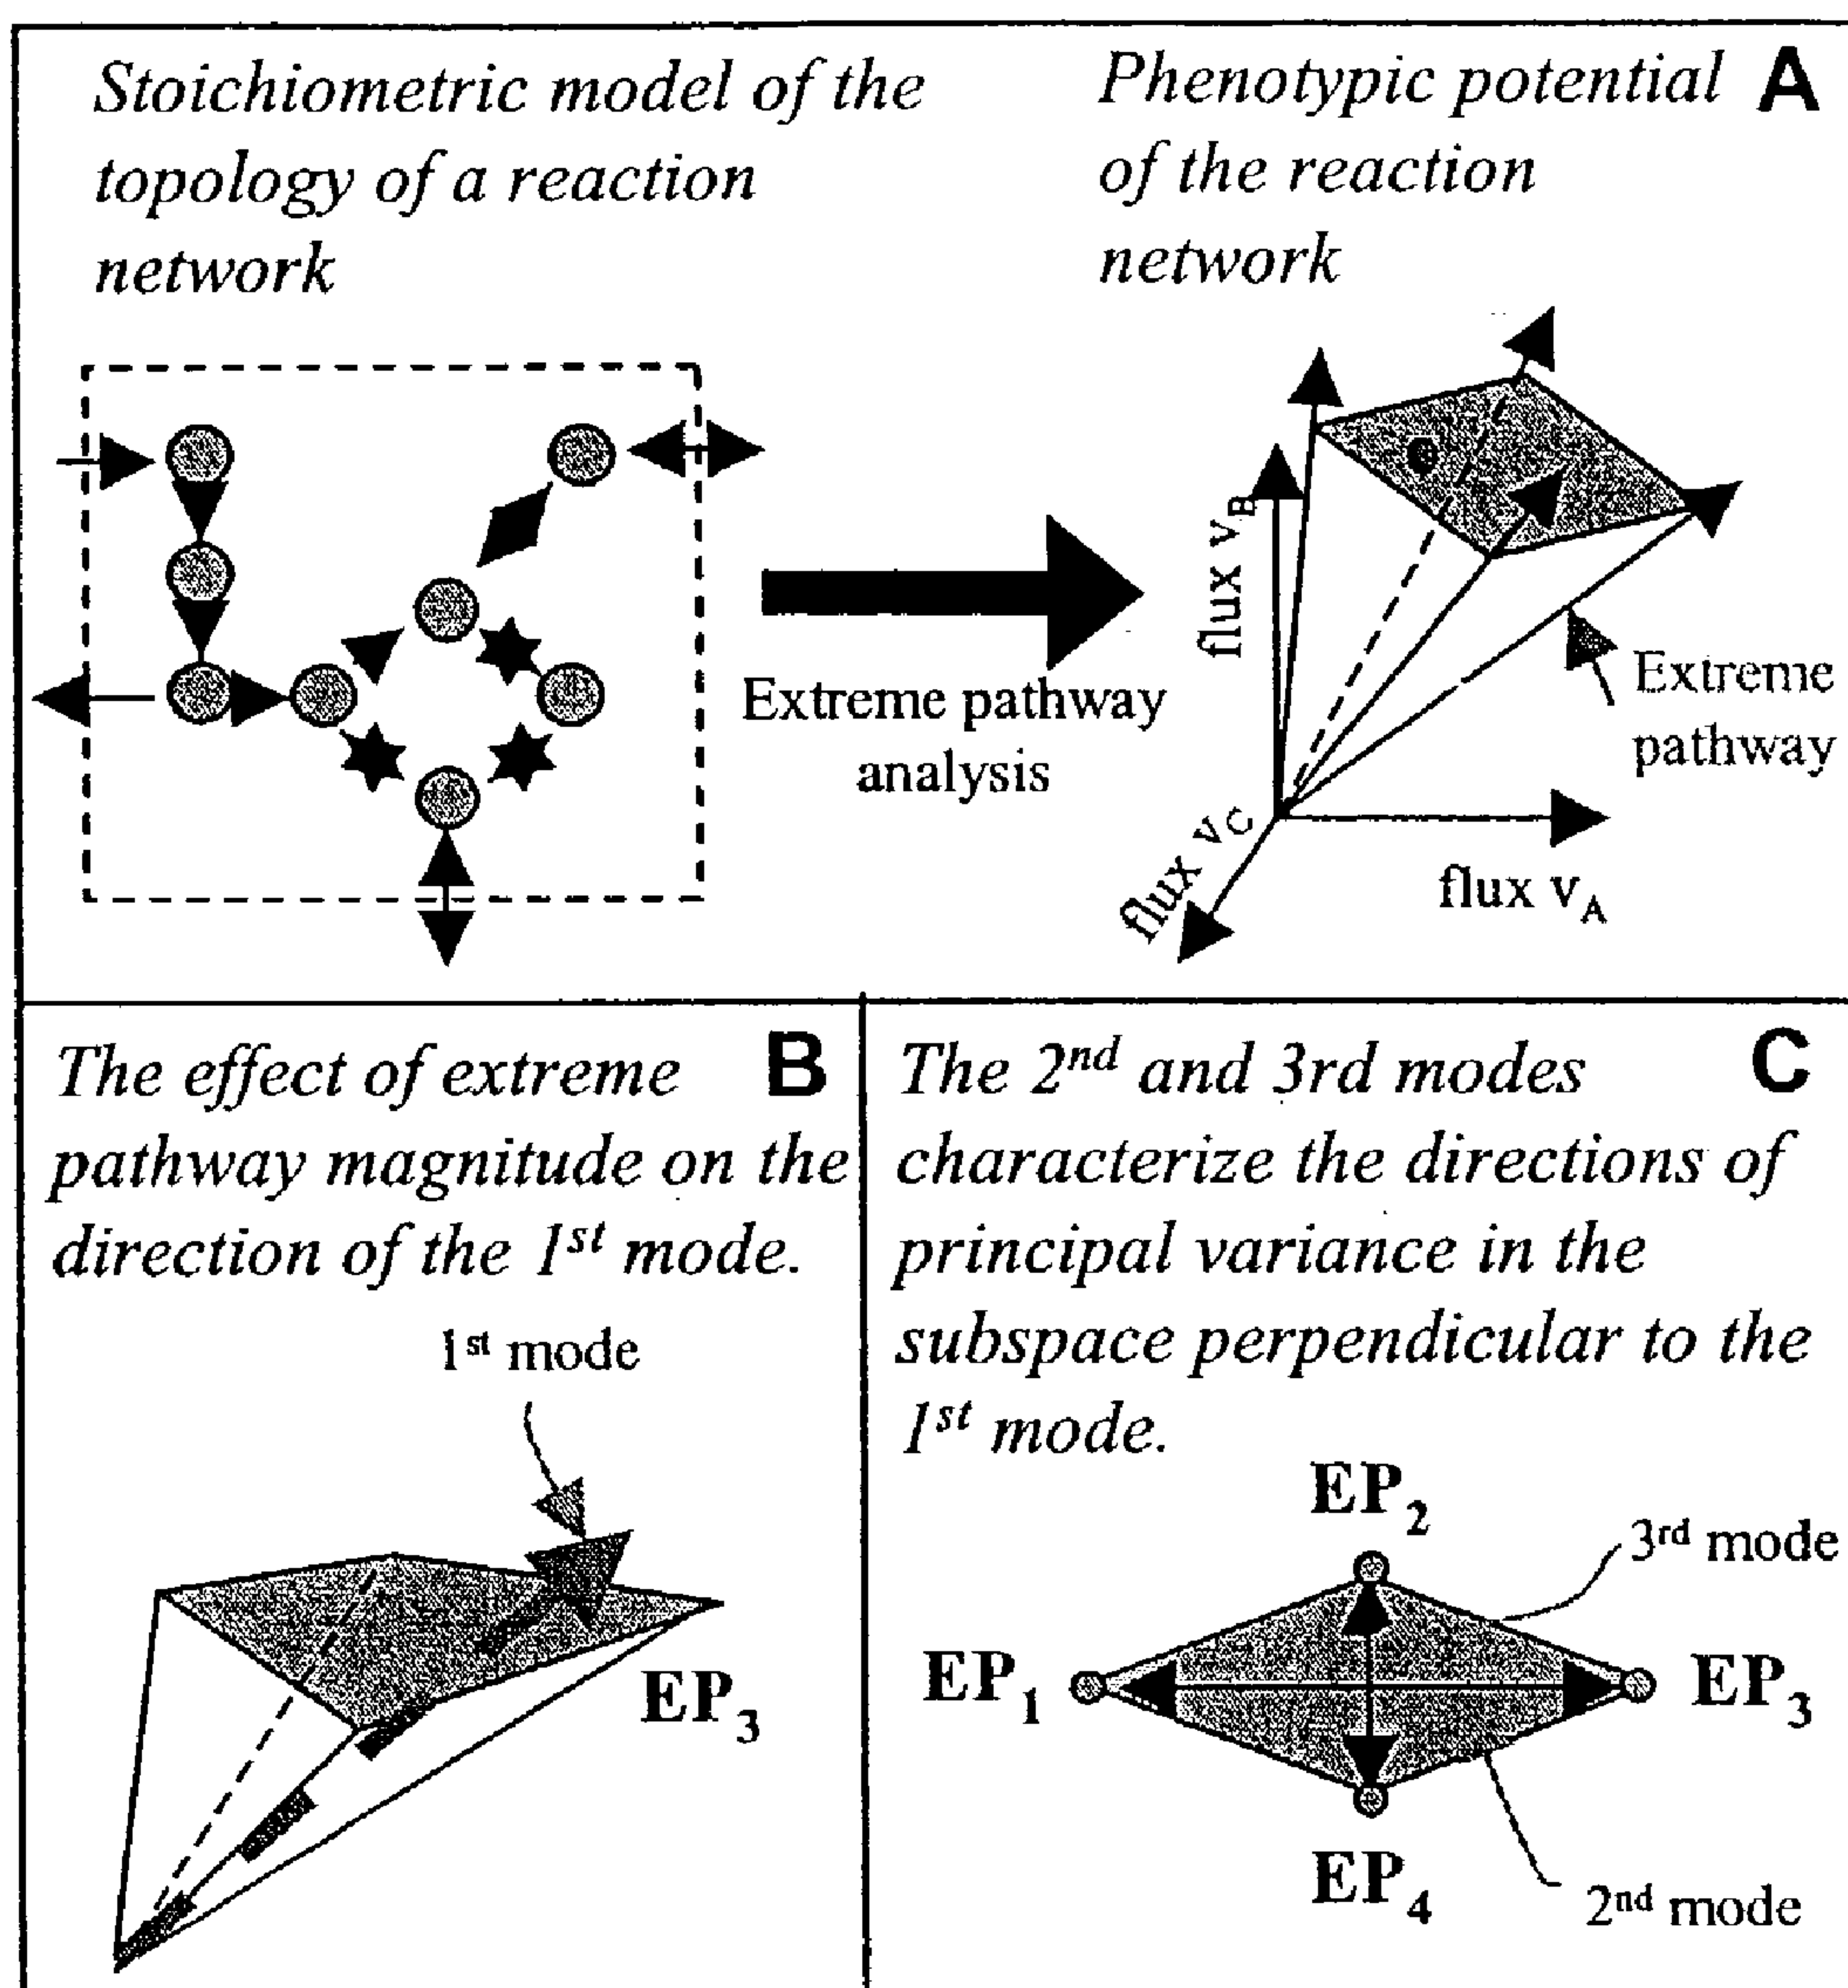 Stoichiometric model of the
topology of a reaction
network
Phenotypic potential
of the reaction
network
A
flux v_B
Extreme pathway
analysis
Extreme
pathway
flux v_C
flux v_A
The effect of extreme
pathway magnitude on the
direction of the 1st mode.
B
1st mode
EP3
The 2nd and 3rd modes
characterize the directions of
principal variance in the
subspace perpendicular to the
1st mode.
C
EP2
3rd mode
EP1
EP3
EP4
2nd mode